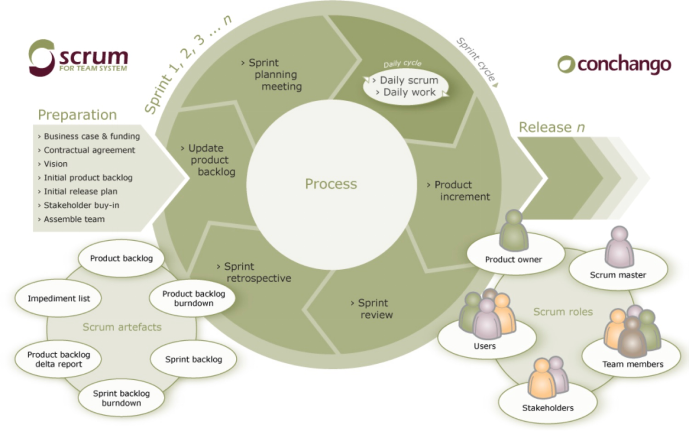 scrum
FOR TEAM SYSTEM
conchango
Sprint 1, 2, 3 ... n
Sprint cycle
Daily cycle
› Daily scrum
› Daily work
› Sprint
planning
meeting
Preparation
› Business case & funding
› Contractual agreement
› Vision
› Initial product backlog
› Initial release plan
› Stakeholder buy-in
› Assemble team
› Update
product
backlog
Process
› Product
increment
Release n
› Sprint
retrospective
› Sprint
review
Product backlog
Impediment list
Product backlog
burndown
Scrum artefacts
Product backlog
delta report
Sprint backlog
Sprint backlog
burndown
Product owner
Scrum master
Scrum roles
Users
Team members
Stakeholders